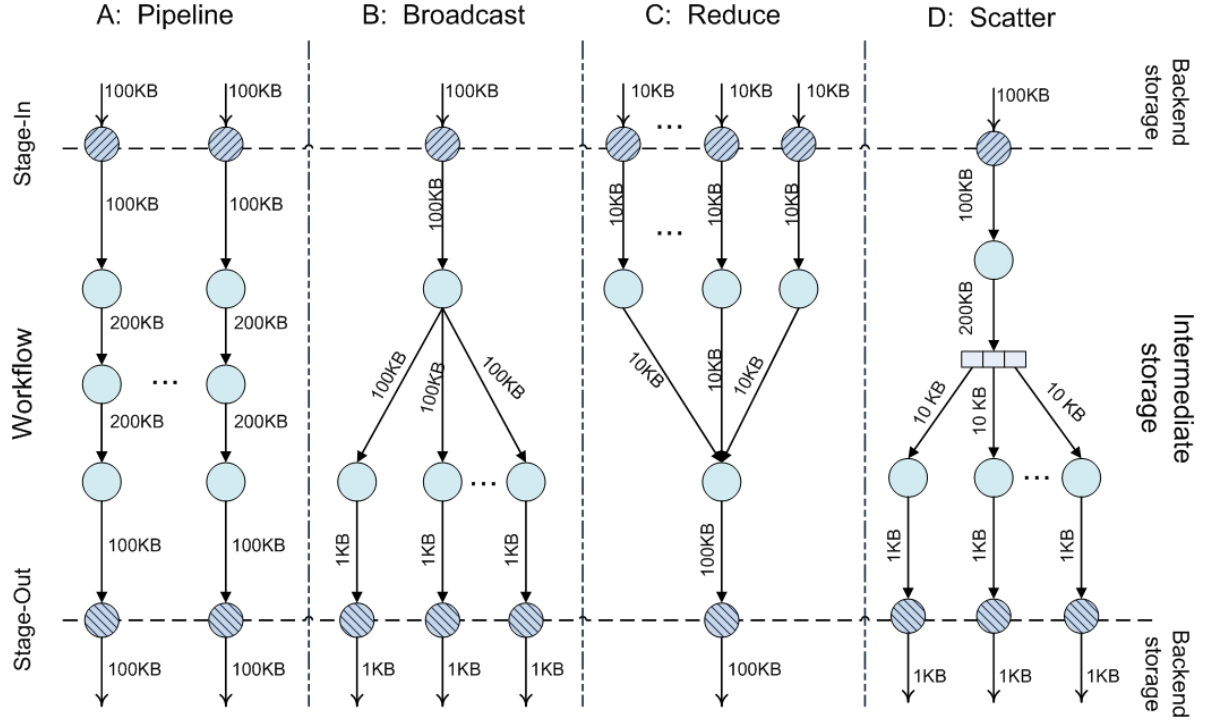 A: Pipeline
B: Broadcast
C: Reduce
D: Scatter
Stage-In
Workflow
Stage-Out
100KB
100KB
100KB
100KB
200KB
200KB
200KB
200KB
100KB
100KB
100KB
100KB
...
100KB
100KB
100KB
100KB
100KB
...
1KB
1KB
1KB
1KB
1KB
1KB
10KB
10KB
10KB
...
10KB
10KB
10KB
...
10KB
10KB
10KB
100KB
100KB
100KB
100KB
200KB
10 KB
10 KB
10 KB
...
1KB
1KB
1KB
1KB
1KB
1KB
Backend
storage
Intermediate
storage
Backend
storage